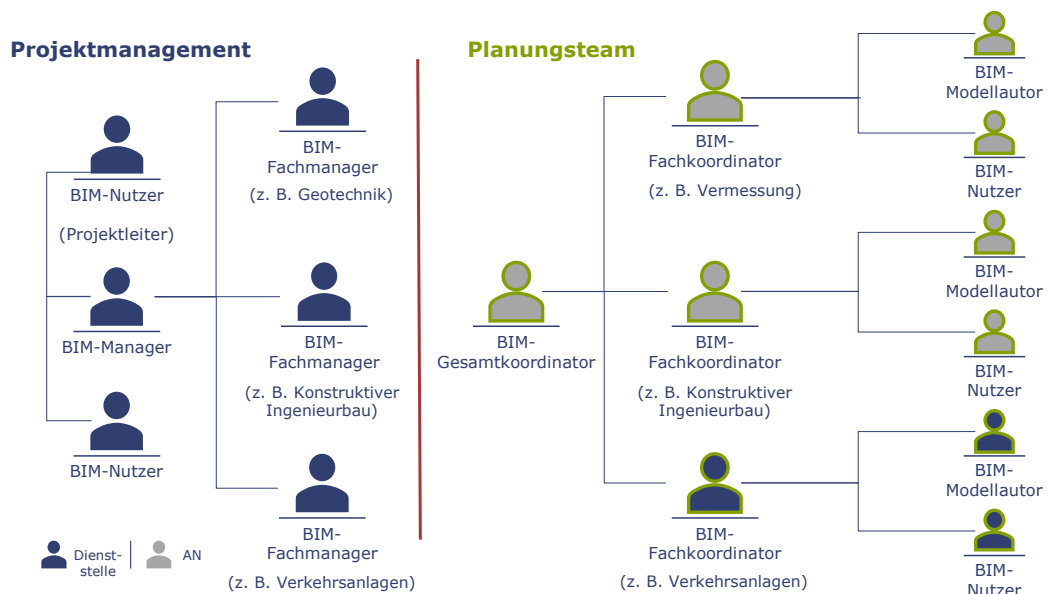 Projektmanagement
BIM-Nutzer
(Projektleiter)
BIM-Manager
BIM-Nutzer
BIM-
Fachmanager
(z. B. Geotechnik)
BIM-
Fachmanager
(z. B. Konstruktiver
Ingenieurbau)
BIM-
Fachmanager
(z. B. Verkehrsanlagen)
Dienst-
stelle
AN
Planungsteam
BIM-
Gesamtkoordinator
BIM-
Fachkoordinator
(z. B. Vermessung)
BIM-
Fachkoordinator
(z. B. Konstruktiver
Ingenieurbau)
BIM-
Fachkoordinator
(z. B. Verkehrsanlagen)
BIM-
Modellautor
BIM-
Nutzer
BIM-
Modellautor
BIM-
Nutzer
BIM-
Modellautor
BIM-
Nutzer